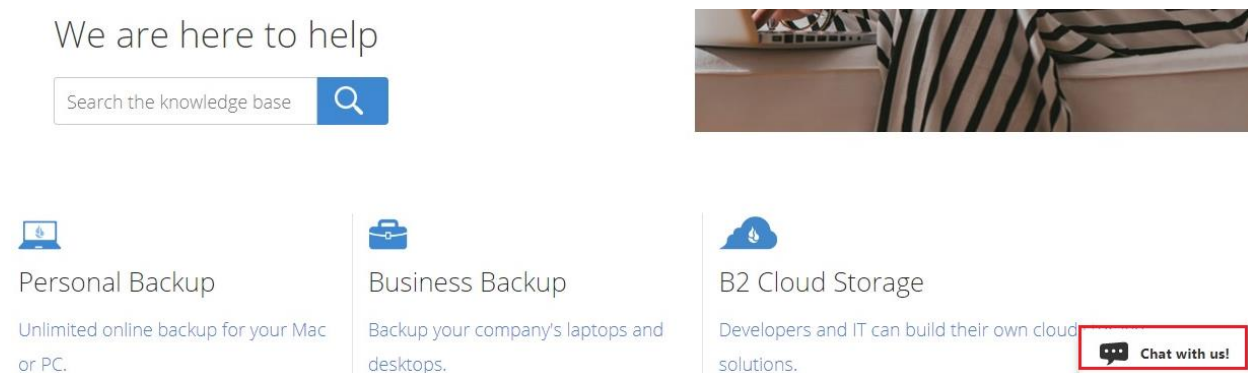 We are here to help
Search the knowledge base
Personal Backup
Unlimited online backup for your Mac
or PC.
Business Backup
Backup your company's laptops and
desktops.
B2 Cloud Storage
Developers and IT can build their own cloud
solutions.
Chat with us!